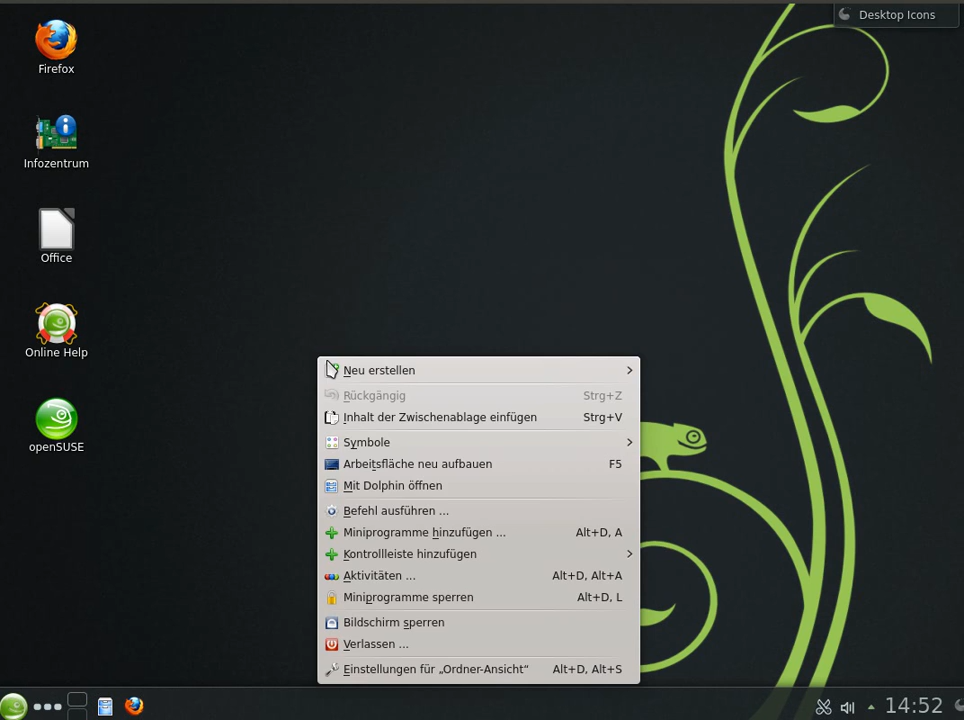 Desktop Icons
Firefox
Infozentrum
Office
Online Help
openSUSE
Neu erstellen
Rückgängig Strg+Z
Inhalt der Zwischenablage einfügen Strg+V
Symbole
Arbeitsfläche neu aufbauen F5
Mit Dolphin öffnen
Befehl ausführen ...
Miniprogramme hinzufügen ... Alt+D, A
Kontrollleiste hinzufügen
Aktivitäten ... Alt+D, Alt+A
Miniprogramme sperren Alt+D, L
Bildschirm sperren
Verlassen ...
Einstellungen für „Ordner-Ansicht“ Alt+D, Alt+S
14:52